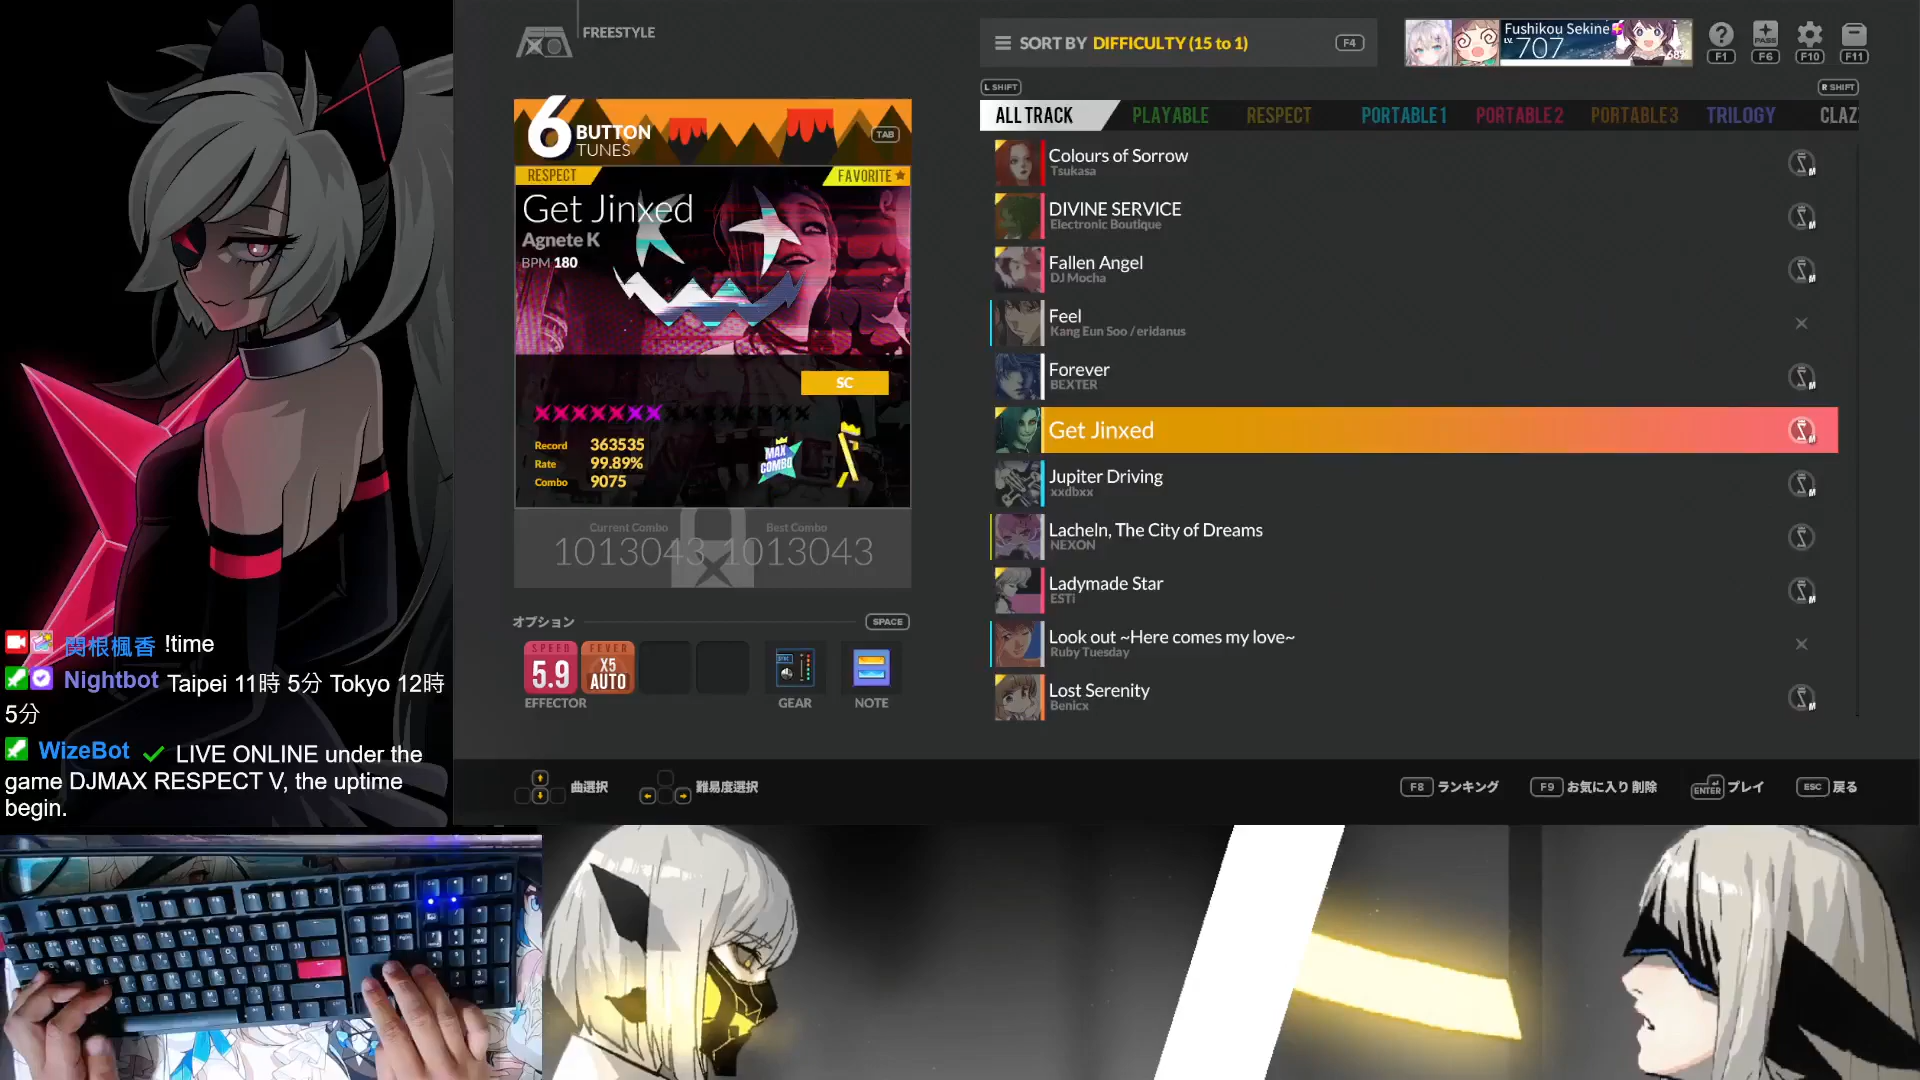 FREESTYLE
SORT BY DIFFICULTY (15 to 1)
F4
Fushikou Sekine
LV. 707
F1
PASS
F6
F10
F11
L SHIFT
R SHIFT
ALL TRACK
PLAYABLE
RESPECT
PORTABLE 1
PORTABLE 2
PORTABLE 3
TRILOGY
CLAZ
6 BUTTON
TUNES
TAB
RESPECT
FAVORITE
Get Jinxed
Agnete K
BPM 180
SC
Record 363535
Rate 99.89%
Combo 9075
MAX
COMBO
Current Combo
Best Combo
1013043
1013043
オプション
SPACE
SPEED
5.9
FEVER
X5
AUTO
EFFECTOR
GEAR
NOTE
Colours of Sorrow
Tsukasa
DIVINE SERVICE
Electronic Boutique
Fallen Angel
DJ Mocha
Feel
Kang Eun Soo / eridanus
Forever
BEXTER
Get Jinxed
Jupiter Driving
xxdbxx
Lacheln, The City of Dreams
NEXON
Ladymade Star
ESTi
Look out ~Here comes my love~
Ruby Tuesday
Lost Serenity
Benicx
曲選択
難易度選択
F8 ランキング
F9 お気に入り削除
ENTER プレイ
ESC 戻る
関根楓香 !time
Nightbot Taipei 11時 5分 Tokyo 12時
5分
WizeBot LIVE ONLINE under the
game DJMAX RESPECT V, the uptime
begin.